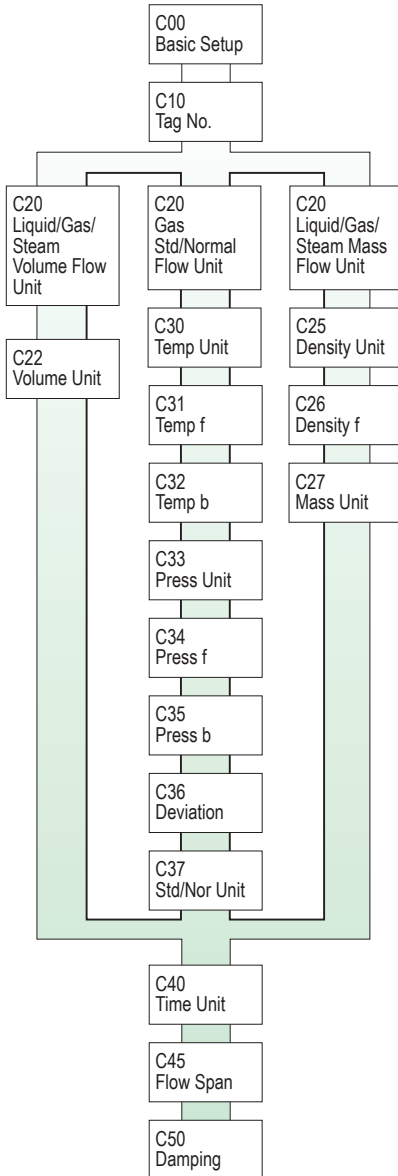 C00
Basic Setup
C10
Tag No.
C20
Liquid/Gas/
Steam
Volume Flow
Unit
C22
Volume Unit
C20
Gas
Std/Normal
Flow Unit
C30
Temp Unit
C31
Temp f
C32
Temp b
C33
Press Unit
C34
Press f
C35
Press b
C36
Deviation
C37
Std/Nor Unit
C20
Liquid/Gas/
Steam Mass
Flow Unit
C25
Density Unit
C26
Density f
C27
Mass Unit
C40
Time Unit
C45
Flow Span
C50
Damping